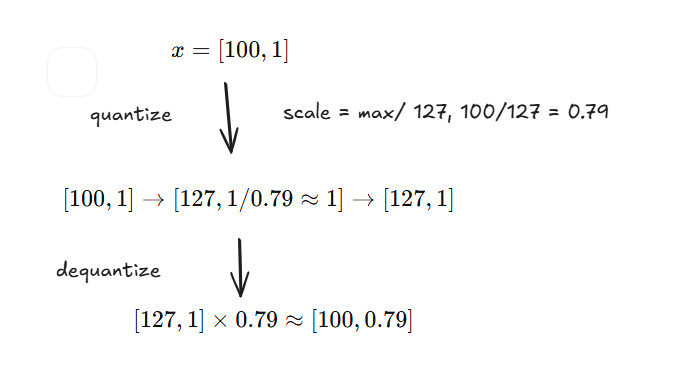 x = [100, 1]
quantize
scale = max/ 127, 100/127 = 0.79
[100, 1] → [127, 1/0.79 ≈ 1] → [127, 1]
dequantize
[127, 1] × 0.79 ≈ [100, 0.79]